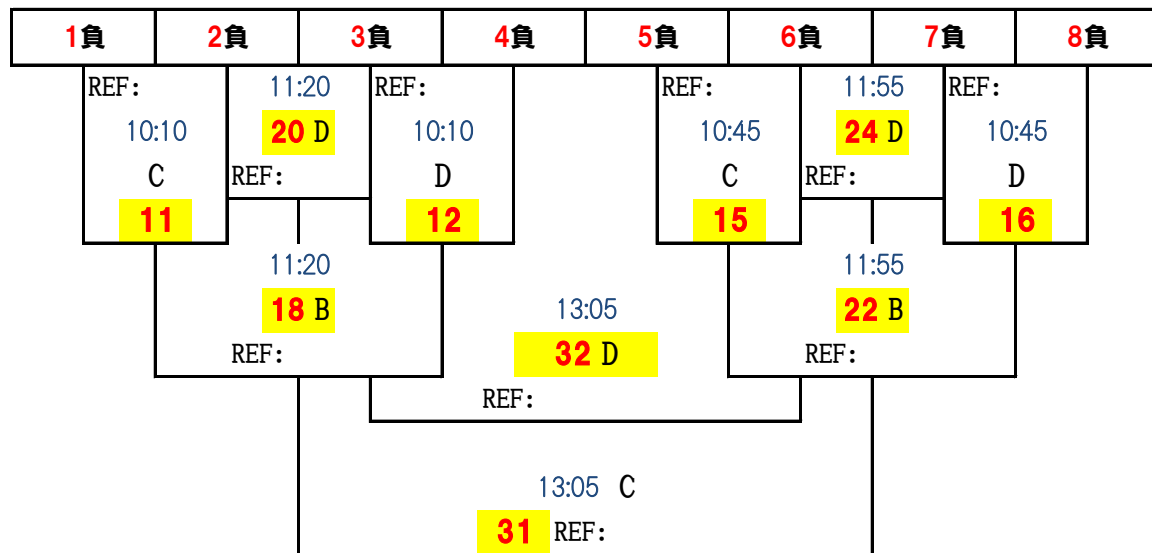 1負 2負 3負 4負 5負 6負 7負 8負
REF: 11:20 REF: REF: 11:55 REF:
10:10 20 D 10:10 10:45 24 D 10:45
C REF: D C REF: D
11 12 15 16
11:20 11:55
18 B 13:05 22 B
REF: 32 D REF:
REF:
13:05 C
31 REF: